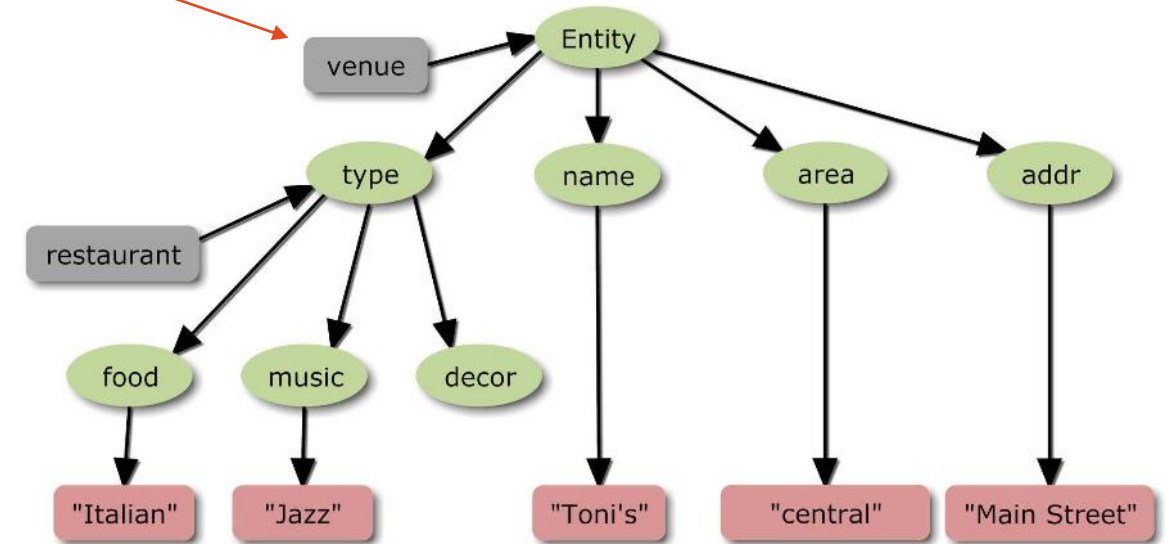 Entity
venue
type
name
area
addr
restaurant
food
music
decor
"Italian"
"Jazz"
"Toni's"
"central"
"Main Street"